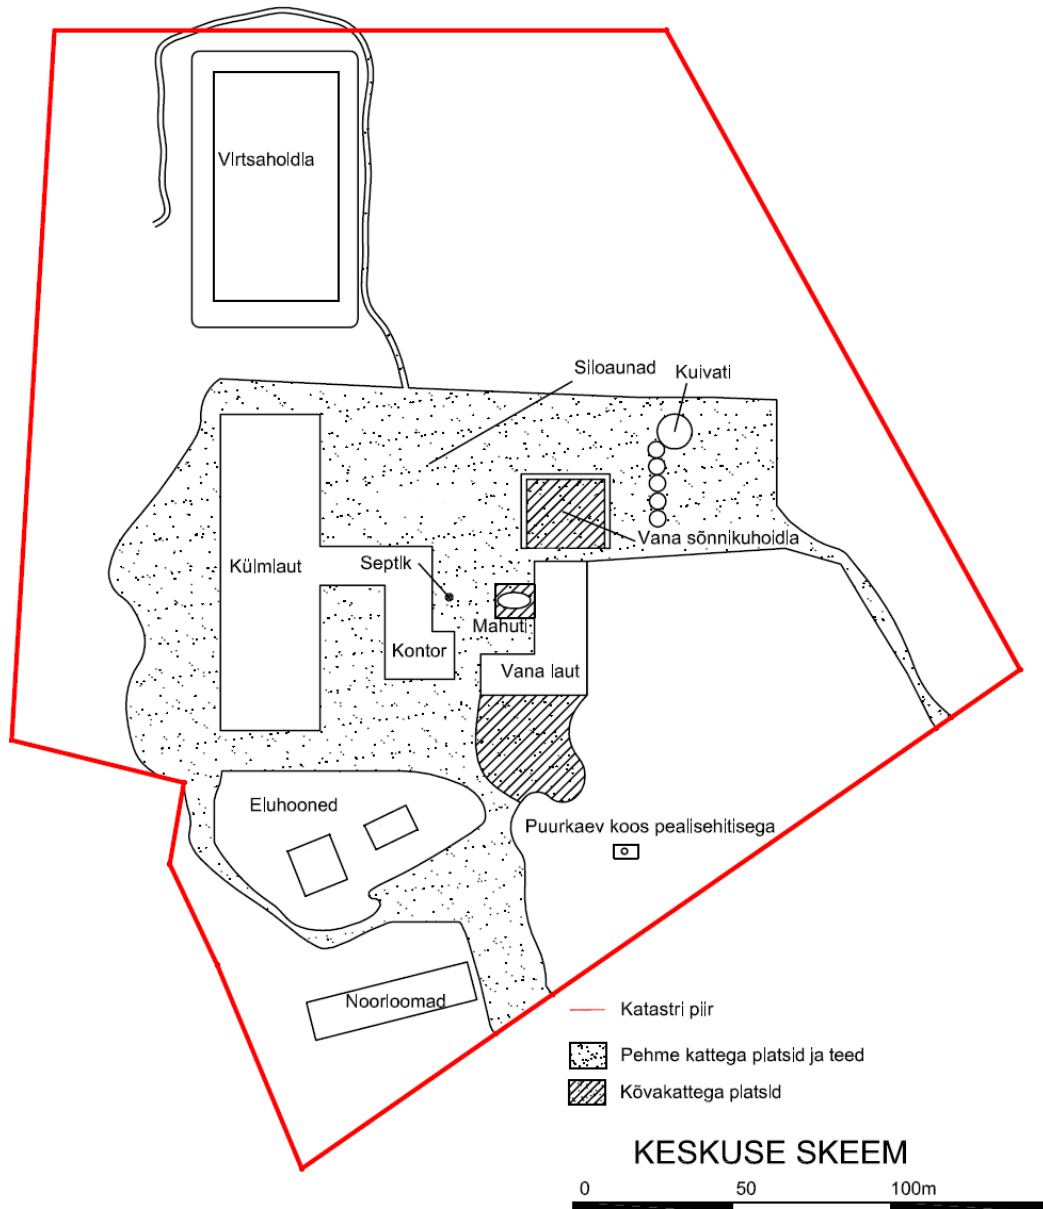 Virtsahoidla
Siloaunad
Kuivati
Vana sõnnikuhoidla
Külmlaut
Septik
Mahuti
Kontor
Vana laut
Eluhooned
Puurkaev koos pealisehitisega
Noorloomad
Katastri piir
Pehme kattega platsid ja teed
Kõvakattega platsid
KESKUSE SKEEM
0 50 100m